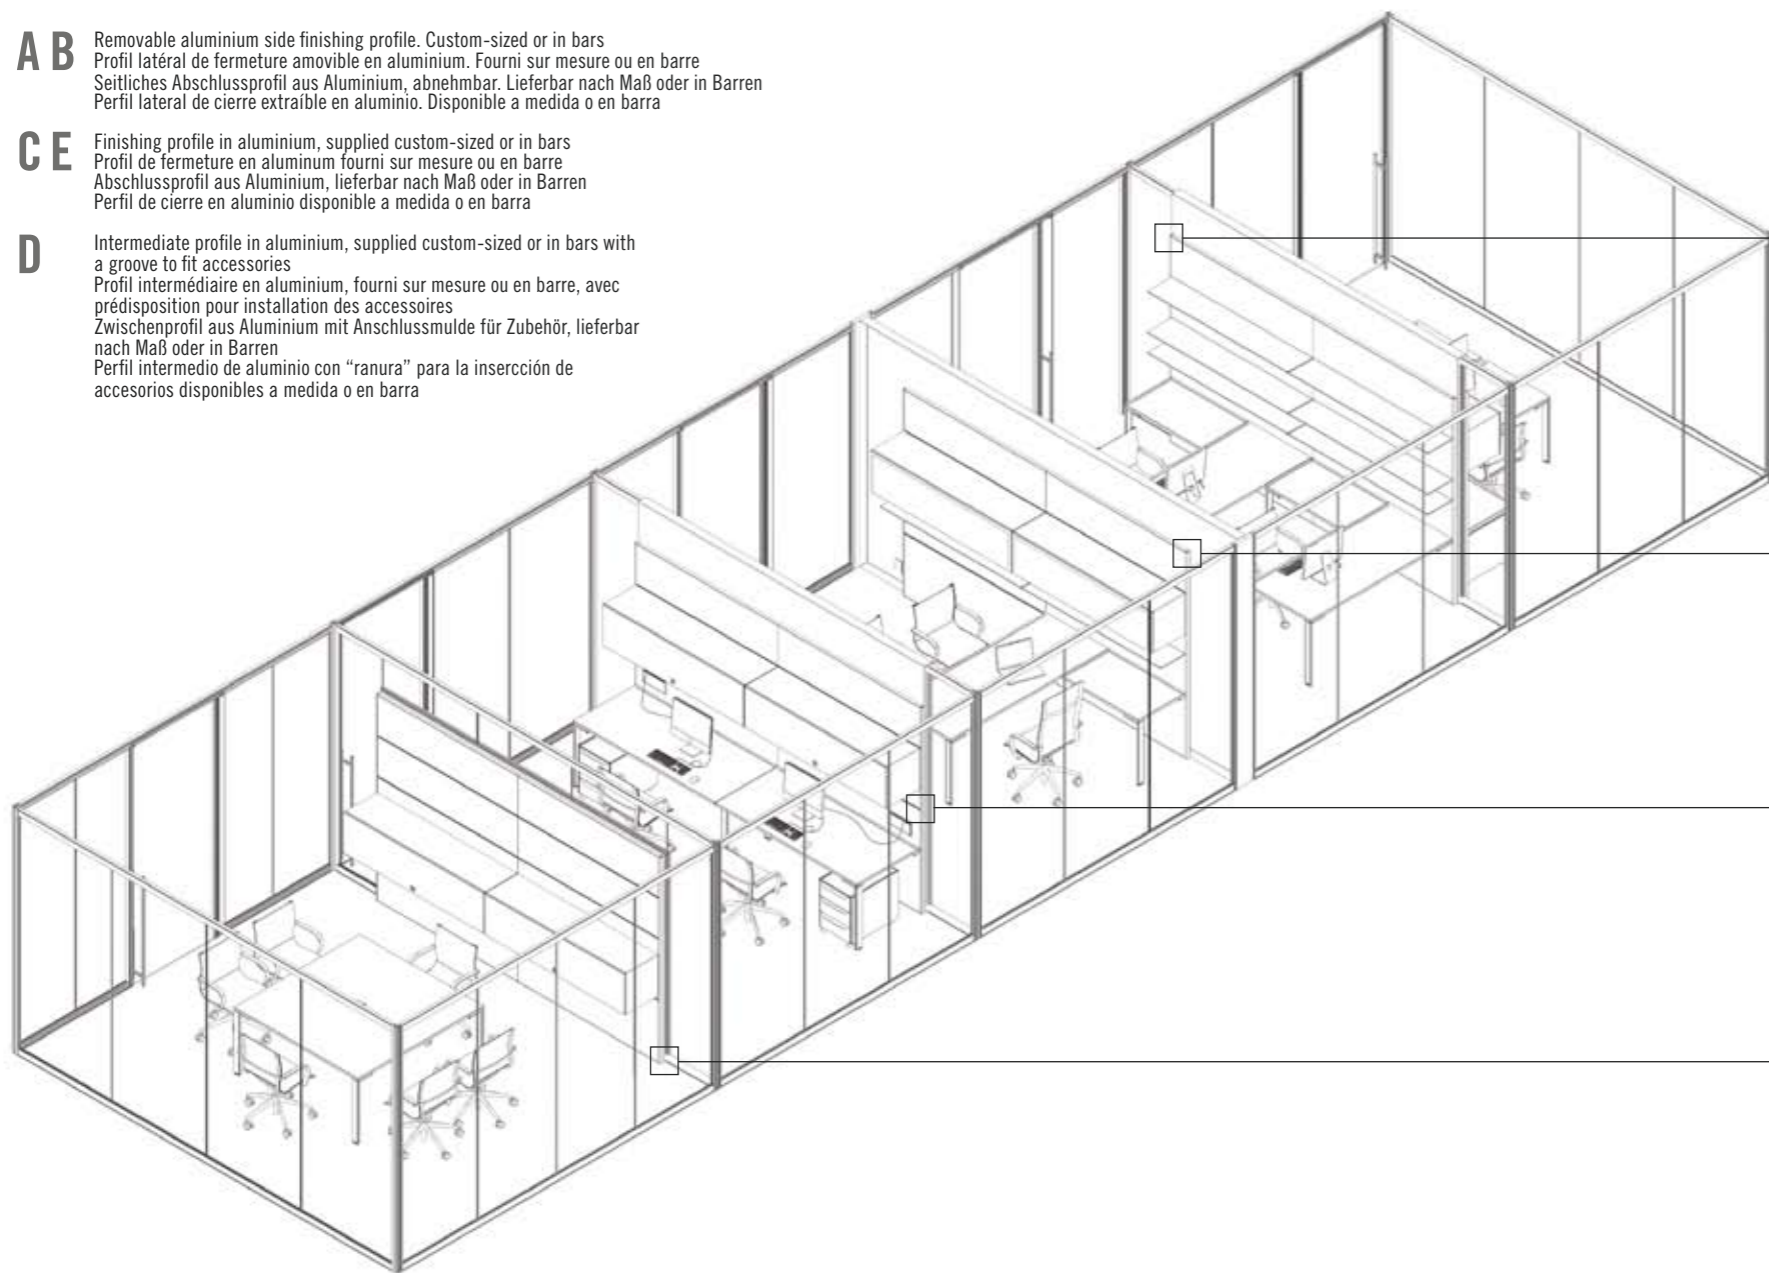 A B
Removable aluminium side finishing profile. Custom-sized or in bars
Profil latéral de fermeture amovible en aluminium. Fourni sur mesure ou en barre
Seitliches Abschlussprofil aus Aluminium, abnehmbar. Lieferbar nach Maß oder in Barren
Perfil lateral de cierre extraíble en aluminio. Disponible a medida o en barra
C E
Finishing profile in aluminium, supplied custom-sized or in bars
Profil de fermeture en aluminum fourni sur mesure ou en barre
Abschlussprofil aus Aluminium, lieferbar nach Maß oder in Barren
Perfil de cierre en aluminio disponible a medida o en barra
D
Intermediate profile in aluminium, supplied custom-sized or in bars with
a groove to fit accessories
Profil intermédiaire en aluminium, fourni sur mesure ou en barre, avec
prédisposition pour installation des accessoires
Zwischenprofil aus Aluminium mit Anschlussmulde für Zubehör, lieferbar
nach Maß oder in Barren
Perfil intermedio de aluminio con “ranura” para la insercción de
accesorios disponibles a medida o en barra